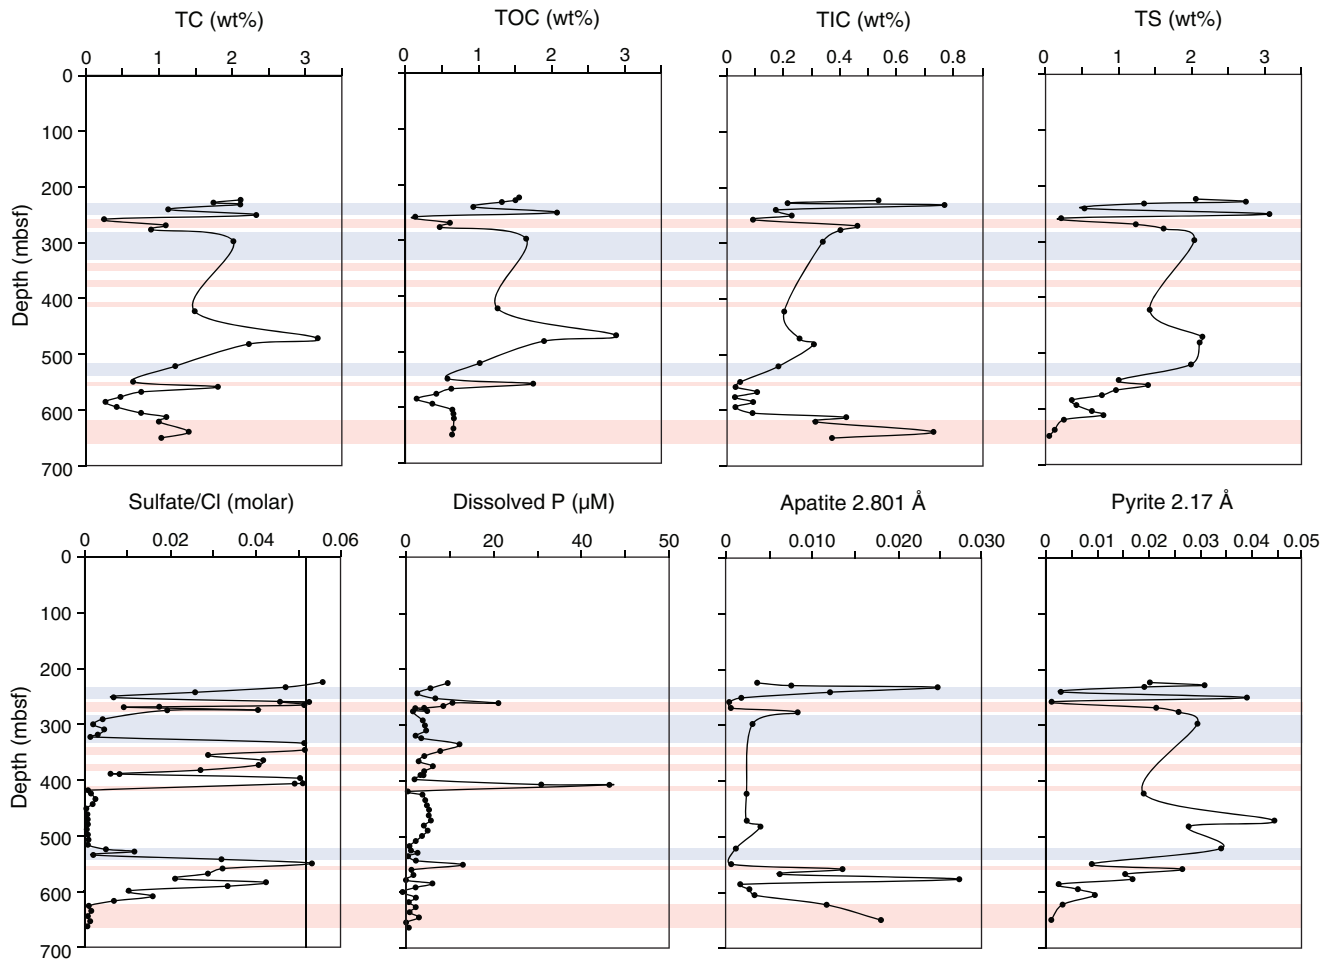 TC (wt%) TOC (wt%) TIC (wt%) TS (wt%)
0 1 2 3 0 1 2 3 0 0.2 0.4 0.6 0.8 0 1 2 3
0
100
200
300
400
500
600
700
Depth (mbsf)
Sulfate/Cl (molar) Dissolved P (µM) Apatite 2.801 Å Pyrite 2.17 Å
0 0.02 0.04 0.06 0 20 40 50 0 0.010 0.020 0.030 0 0.01 0.02 0.03 0.04 0.05
0
100
200
300
400
500
600
700
Depth (mbsf)